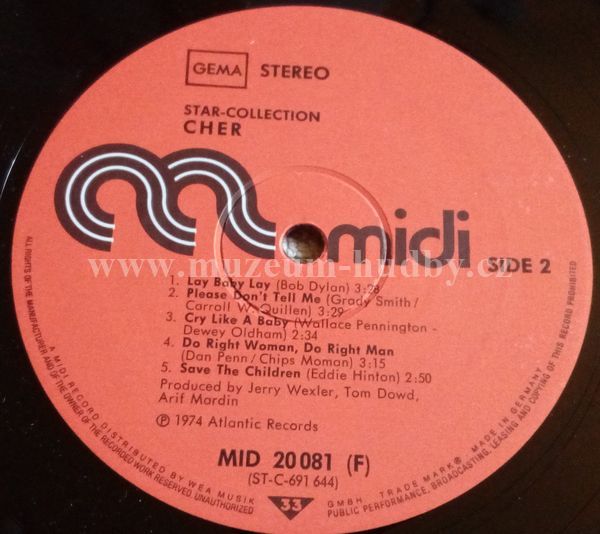 GEMA STEREO
STAR-COLLECTION
CHER
midi
SIDE 2
www.muzeum-hudby.cz
1. Lay Baby Lay (Bob Dylan) 3:28
2. Please Don't Tell Me (Grady Smith/
Carroll W. Quillen) 3:29
3. Cry Like A Baby (Wallace Pennington -
Dewey Oldham) 2:34
4. Do Right Woman, Do Right Man
(Dan Penn/Chips Moman) 3:15
5. Save The Children (Eddie Hinton) 2:50
Produced by Jerry Wexler, Tom Dowd,
Arif Mardin
℗ 1974 Atlantic Records
MID 20 081 (F)
(ST-C-691 644)
33
A MIDI RECORD DISTRIBUTED BY WEA MUSIK GMBH TRADE MARK® MADE IN GERMANY
ALL RIGHTS OF THE MANUFACTURER AND OF THE OWNER OF THE RECORDED WORK RESERVED. UNAUTHORIZED PUBLIC PERFORMANCE, BROADCASTING, LEASING AND COPYING OF THIS RECORD PROHIBITED